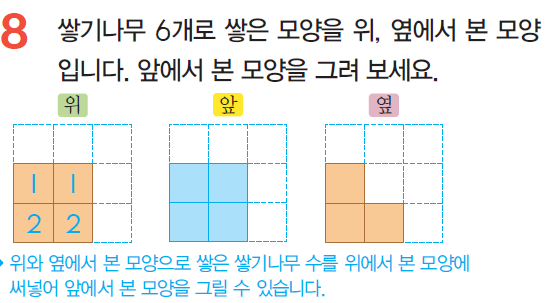 8 쌓기나무 6개로 쌓은 모양을 위, 옆에서 본 모양
입니다. 앞에서 본 모양을 그려 보세요.
위 앞 옆
1 1
2 2
위와 옆에서 본 모양으로 쌓은 쌓기나무 수를 위에서 본 모양에
써넣어 앞에서 본 모양을 그릴 수 있습니다.